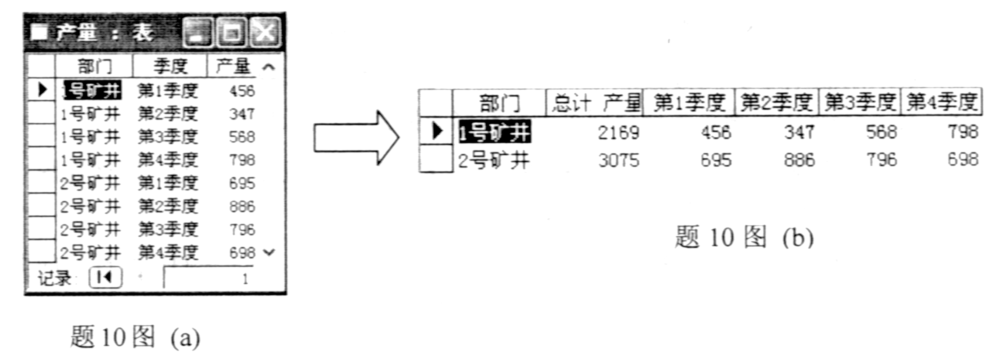 产量 : 表
部门 季度 产量
1号矿井 第1季度 456
1号矿井 第2季度 347
1号矿井 第3季度 568
1号矿井 第4季度 798
2号矿井 第1季度 695
2号矿井 第2季度 886
2号矿井 第3季度 796
2号矿井 第4季度 698
记录: 1
题10图 (a)
部门 总计 产量 第1季度 第2季度 第3季度 第4季度
1号矿井 2169 456 347 568 798
2号矿井 3075 695 886 796 698
题 10 图 (b)